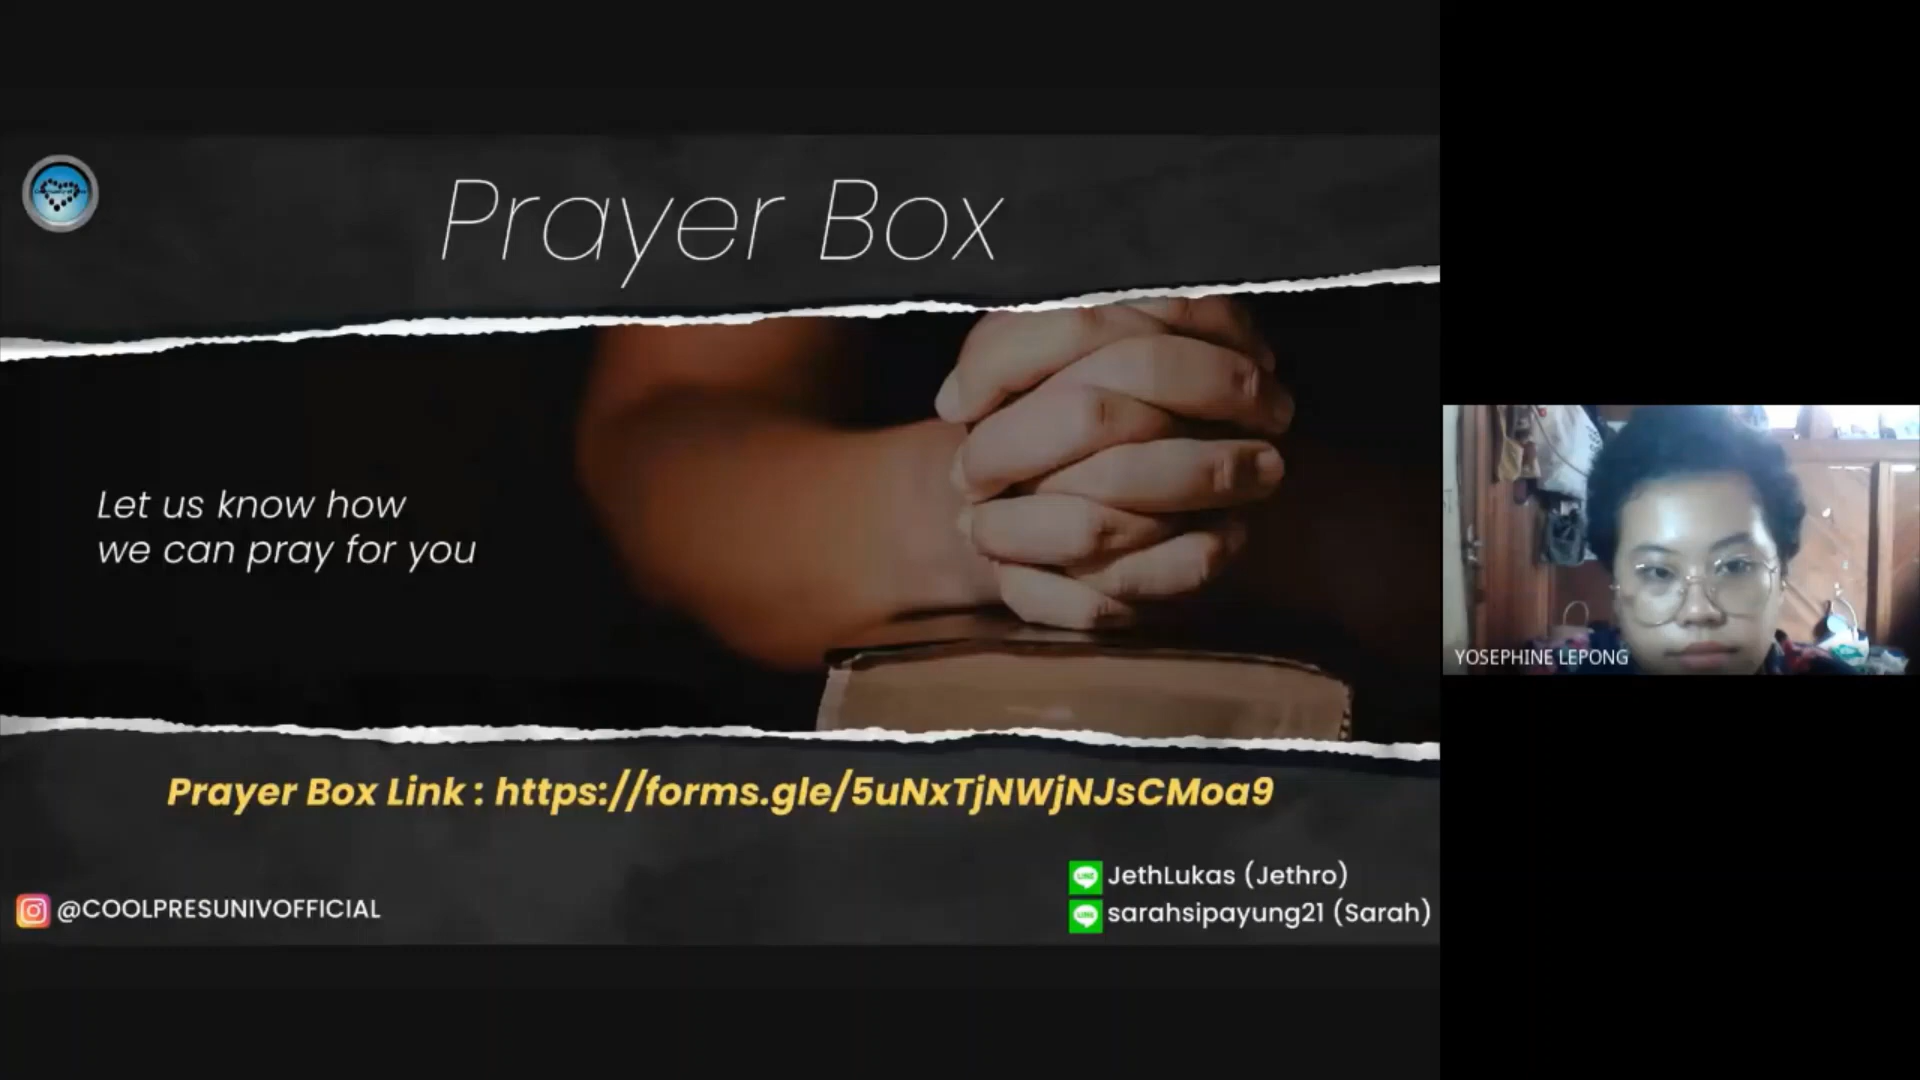 Prayer Box
Let us know how
we can pray for you
Prayer Box Link : https://forms.gle/5uNxTjNWjNJsCMoa9
@COOLPRESUNIVOFFICIAL
JethLukas (Jethro)
sarahsipayung21 (Sarah)
YOSEPHINE LEPONG